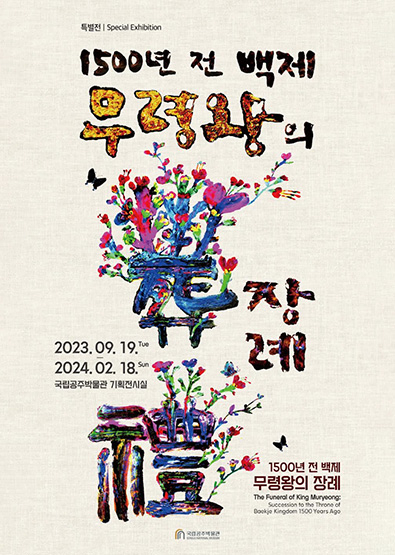 특별전 | Special Exhibition
1500년 전 백제
무령왕의
葬 장례
禮
2023. 09. 19. Tue
2024. 02. 18. Sun
국립공주박물관 기획전시실
1500년 전 백제
무령왕의 장례
The Funeral of King Muryeong:
Succession to the Throne of
Baekje Kingdom 1500 Years Ago
국립공주박물관